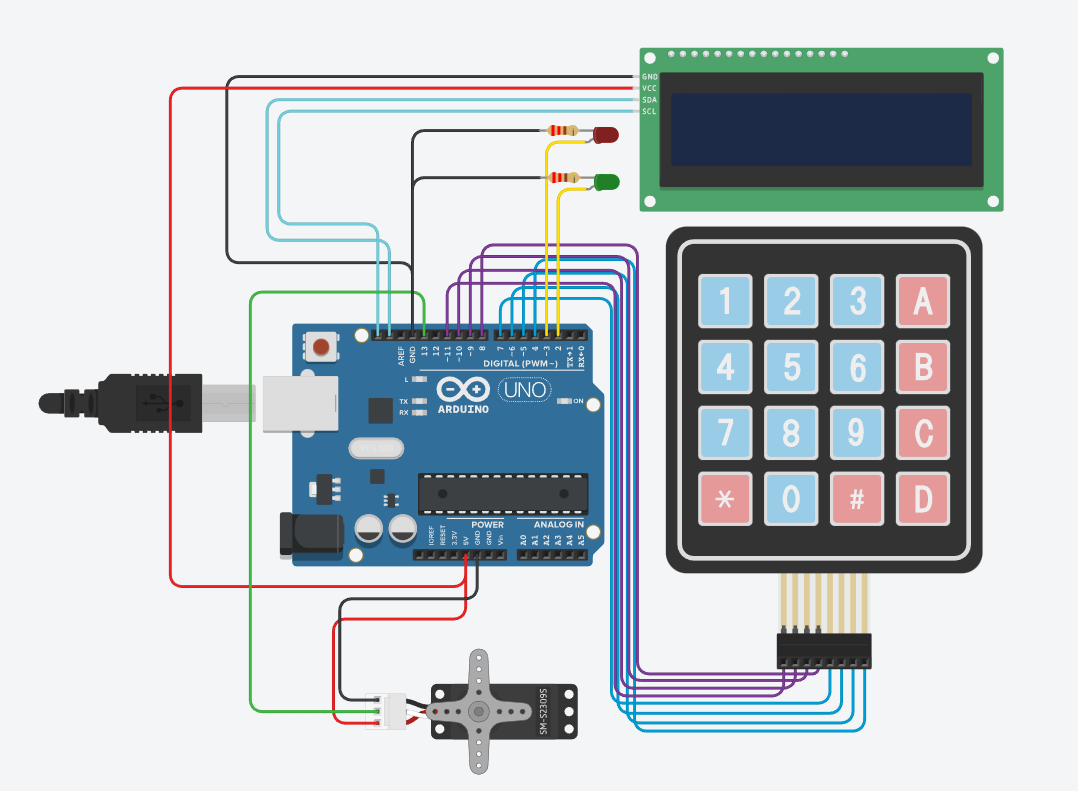 GND
VCC
SDA
SCL
1 2 3 A
4 5 6 B
7 8 9 C
* 0 # D
AREF
GND
13
12
~11
~10
~9
8
7
~6
~5
4
~3
2
TX→1
RX←0
DIGITAL (PWM~)
L
TX
RX
ARDUINO
UNO
ON
POWER
ANALOG IN
IOREF
RESET
3.3V
5V
GND
GND
Vin
A0
A1
A2
A3
A4
A5
SM-S2309S